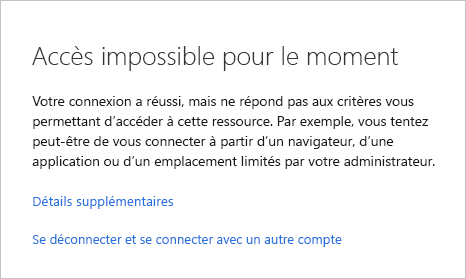 Accès impossible pour le moment
Votre connexion a réussi, mais ne répond pas aux critères vous
permettant d’accéder à cette ressource. Par exemple, vous tentez
peut-être de vous connecter à partir d’un navigateur, d’une
application ou d’un emplacement limités par votre administrateur.
Détails supplémentaires
Se déconnecter et se connecter avec un autre compte